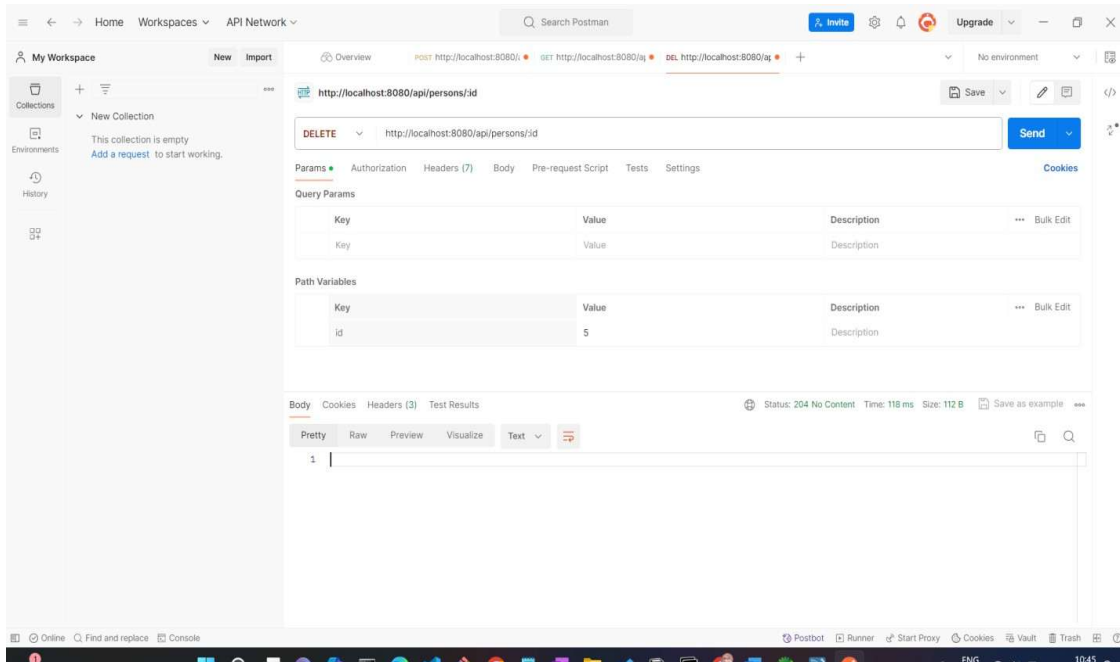 Home Workspaces API Network Search Postman Invite Upgrade
My Workspace New Import Overview POST http://localhost:8080/a GET http://localhost:8080/ap DEL http://localhost:8080/ap No environment
Collections
New Collection
This collection is empty
Add a request to start working.
Environments
History
HTTP http://localhost:8080/api/persons/:id Save
DELETE http://localhost:8080/api/persons/:id Send
Params Authorization Headers (7) Body Pre-request Script Tests Settings Cookies
Query Params
Key Value Description Bulk Edit
Key Value Description
Path Variables
Key Value Description Bulk Edit
id 5 Description
Body Cookies Headers (3) Test Results Status: 204 No Content Time: 118 ms Size: 112 B Save as example
Pretty Raw Preview Visualize Text
1
Online Find and replace Console Postbot Runner Start Proxy Cookies Vault Trash
ENG 10:45